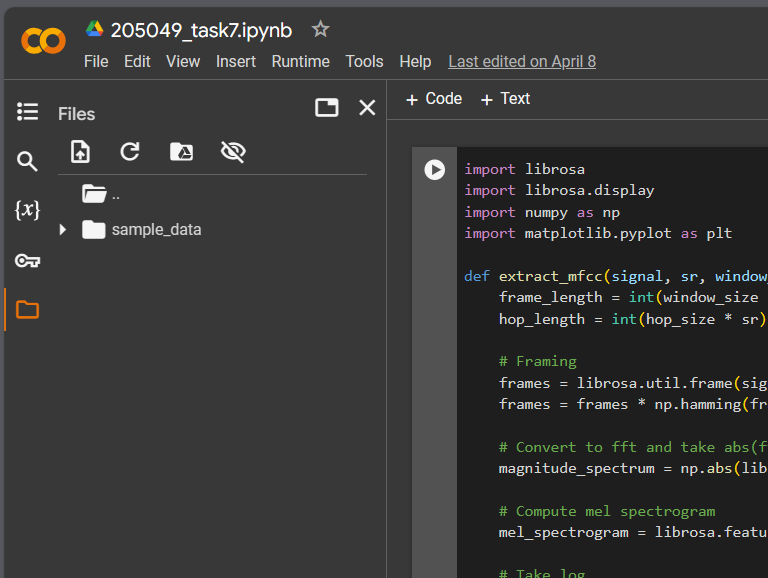 205049_task7.ipynb
File Edit View Insert Runtime Tools Help Last edited on April 8
Files
+ Code + Text
..
sample_data
{x}
import librosa
import librosa.display
import numpy as np
import matplotlib.pyplot as plt
def extract_mfcc(signal, sr, window_
frame_length = int(window_size
hop_length = int(hop_size * sr)
# Framing
frames = librosa.util.frame(sig
frames = frames * np.hamming(fr
# Convert to fft and take abs(f
magnitude_spectrum = np.abs(lib
# Compute mel spectrogram
mel_spectrogram = librosa.featu
# Take log